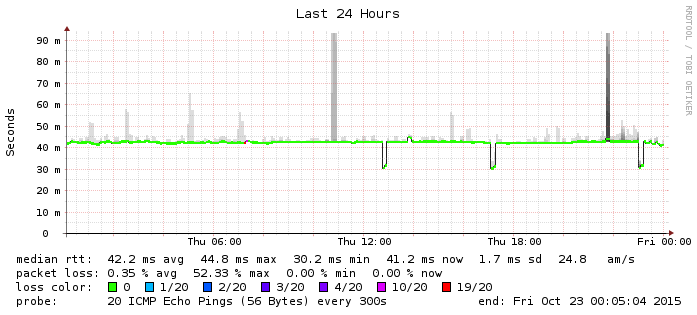 Last 24 Hours
RRDTOOL / TOBI OETIKER
Seconds
90 m
80 m
70 m
60 m
50 m
40 m
30 m
20 m
10 m
0
Thu 06:00 Thu 12:00 Thu 18:00 Fri 00:00
median rtt: 42.2 ms avg 44.8 ms max 30.2 ms min 41.2 ms now 1.7 ms sd 24.8 am/s
packet loss: 0.35 % avg 52.33 % max 0.00 % min 0.00 % now
loss color: 0 1/20 2/20 3/20 4/20 10/20 19/20
probe: 20 ICMP Echo Pings (56 Bytes) every 300s end: Fri Oct 23 00:05:04 2015